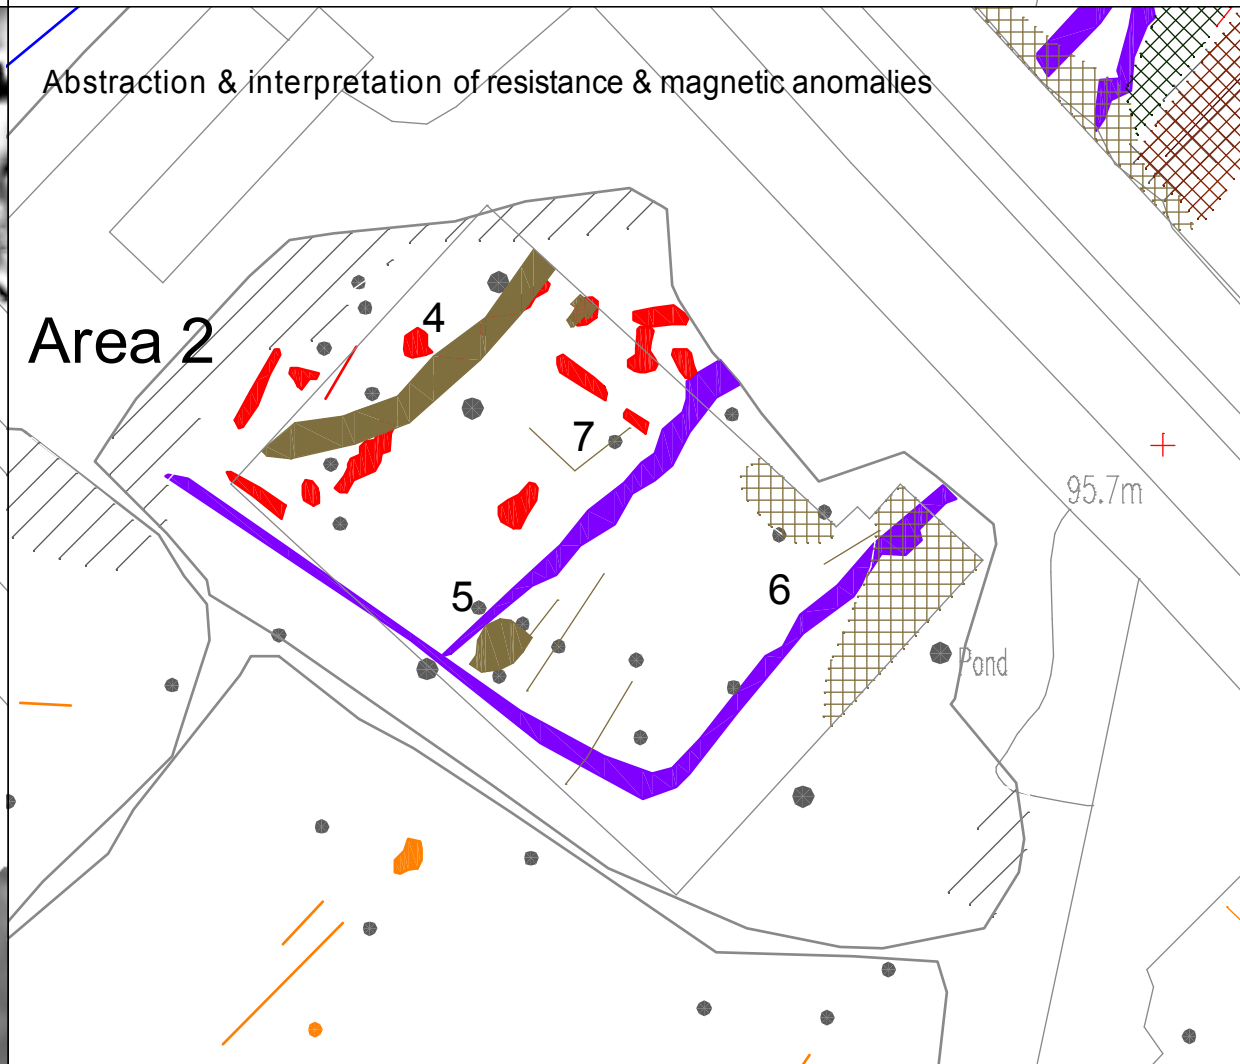 Abstraction & interpretation of resistance & magnetic anomalies
Area 2
4
7
95.7m
5
6
Pond